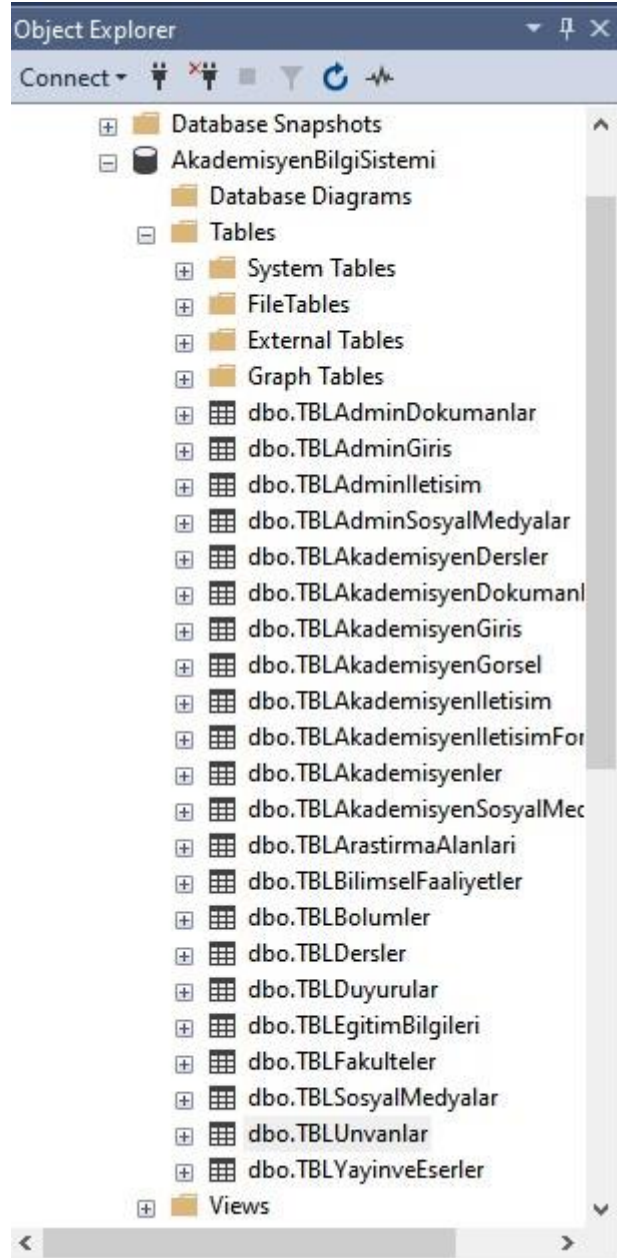 Object Explorer
Connect
Database Snapshots
AkademisyenBilgiSistemi
Database Diagrams
Tables
System Tables
FileTables
External Tables
Graph Tables
dbo.TBLAdminDokumanlar
dbo.TBLAdminGiris
dbo.TBLAdminIletisim
dbo.TBLAdminSosyalMedyalar
dbo.TBLAkademisyenDersler
dbo.TBLAkademisyenDokumanl
dbo.TBLAkademisyenGiris
dbo.TBLAkademisyenGorsel
dbo.TBLAkademisyenIletisim
dbo.TBLAkademisyenIletisimFor
dbo.TBLAkademisyenler
dbo.TBLAkademisyenSosyalMed
dbo.TBLArastirmaAlanlari
dbo.TBLBilimselFaaliyetler
dbo.TBLBolumler
dbo.TBLDersler
dbo.TBLDuyurular
dbo.TBLEgitimBilgileri
dbo.TBLFakulteler
dbo.TBLSosyalMedyalar
dbo.TBLUnvanlar
dbo.TBLYayinveEserler
Views